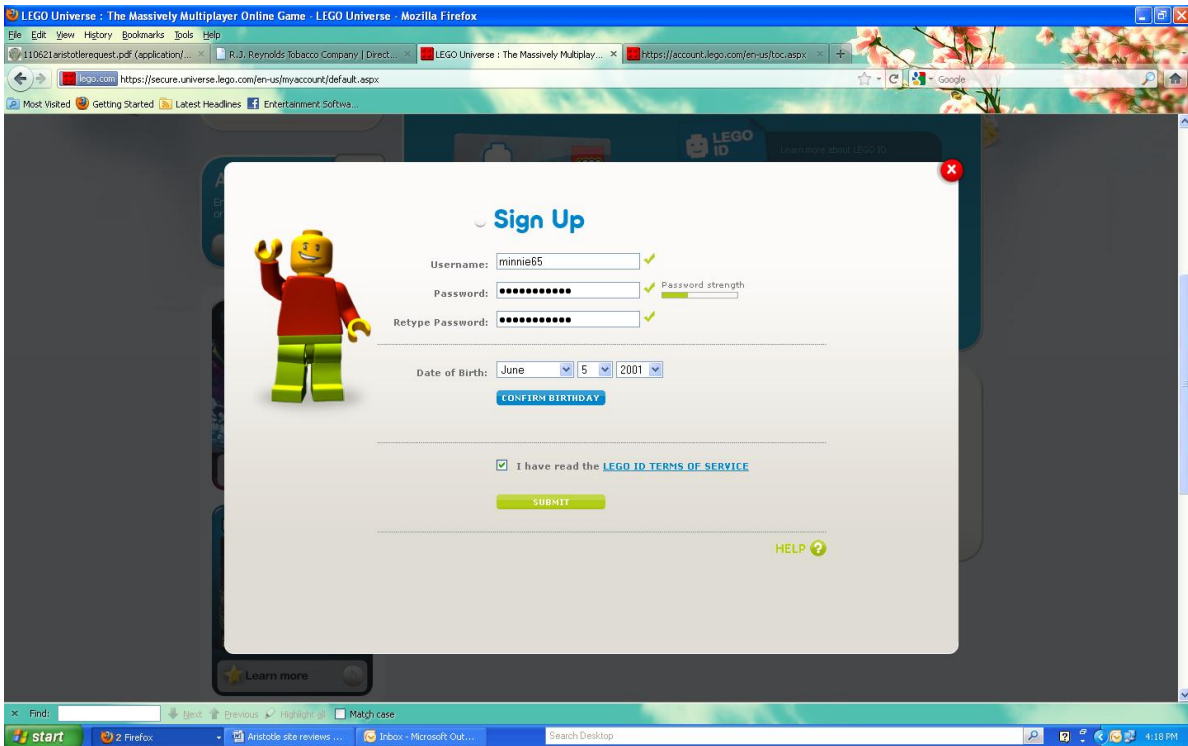 LEGO Universe : The Massively Multiplayer Online Game - LEGO Universe - Mozilla Firefox
File Edit View History Bookmarks Tools Help
110621aristotlerequest.pdf (application/... × R.J. Reynolds Tobacco Company | Direct... × LEGO Universe : The Massively Multiplay... × https://account.lego.com/en-us/toc.aspx × +
lego.com https://secure.universe.lego.com/en-us/myaccount/default.aspx Google
Most Visited Getting Started Latest Headlines Entertainment Softwa...
LEGO
ID Learn more about LEGO ID
Sign Up
Username: minnie65
Password: ●●●●●●●●●●● Password strength
Retype Password: ●●●●●●●●●●●
Date of Birth: June 5 2001
CONFIRM BIRTHDAY
I have read the LEGO ID TERMS OF SERVICE
SUBMIT
HELP ?
Learn more
× Find: Next Previous Highlight all Match case
start 2 Firefox Aristotle site reviews ... Inbox - Microsoft Out... Search Desktop 4:18 PM